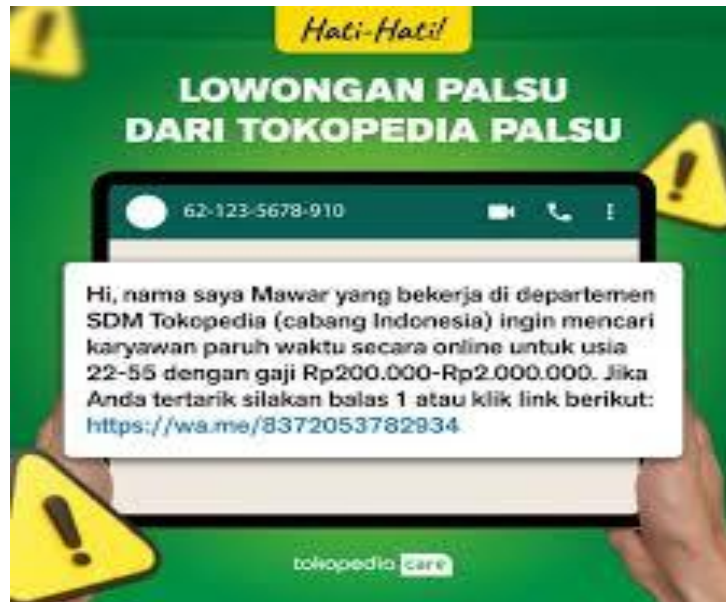 Hati-Hati!
LOWONGAN PALSU
DARI TOKOPEDIA PALSU
62-123-5678-910
Hi, nama saya Mawar yang bekerja di departemen
SDM Tokopedia (cabang Indonesia) ingin mencari
karyawan paruh waktu secara online untuk usia
22-55 dengan gaji Rp200.000-Rp2.000.000. Jika
Anda tertarik silakan balas 1 atau klik link berikut:
https://wa.me/8372053782934
tokopedia care